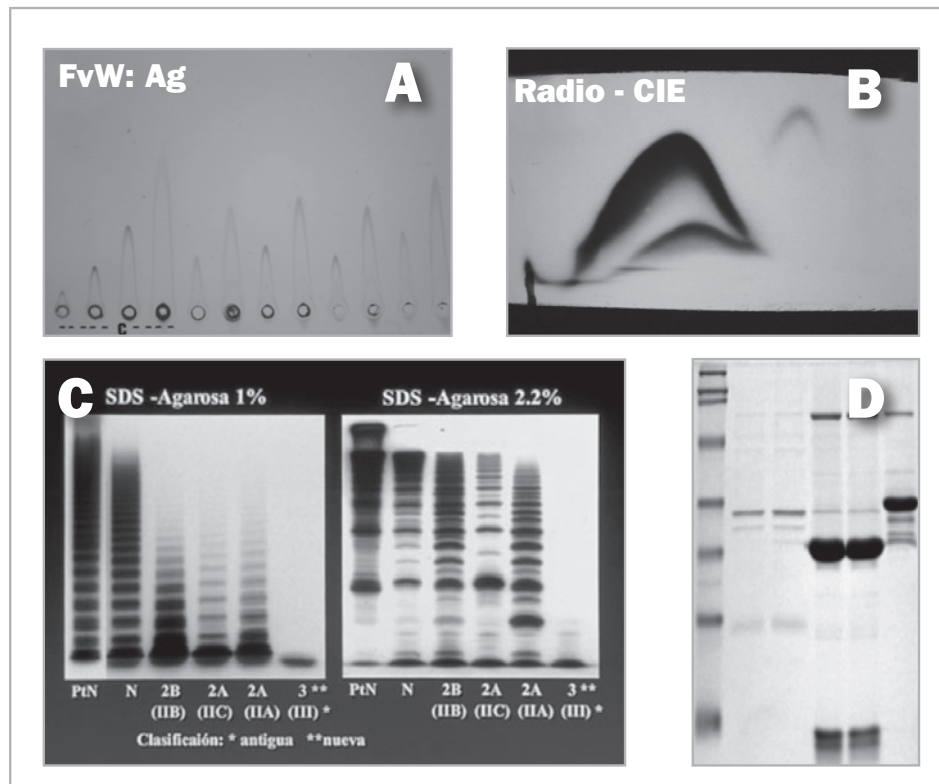 FvW: Ag
A
Radio - CIE
B
C
SDS -Agarosa 1%
SDS -Agarosa 2.2%
PtN N 2B 2A 2A 3 **
(IIB) (IIC) (IIA) (III) *
PtN N 2B 2A 2A 3 **
(IIB) (IIC) (IIA) (III) *
Clasificaión: * antigua **nueva
D
C